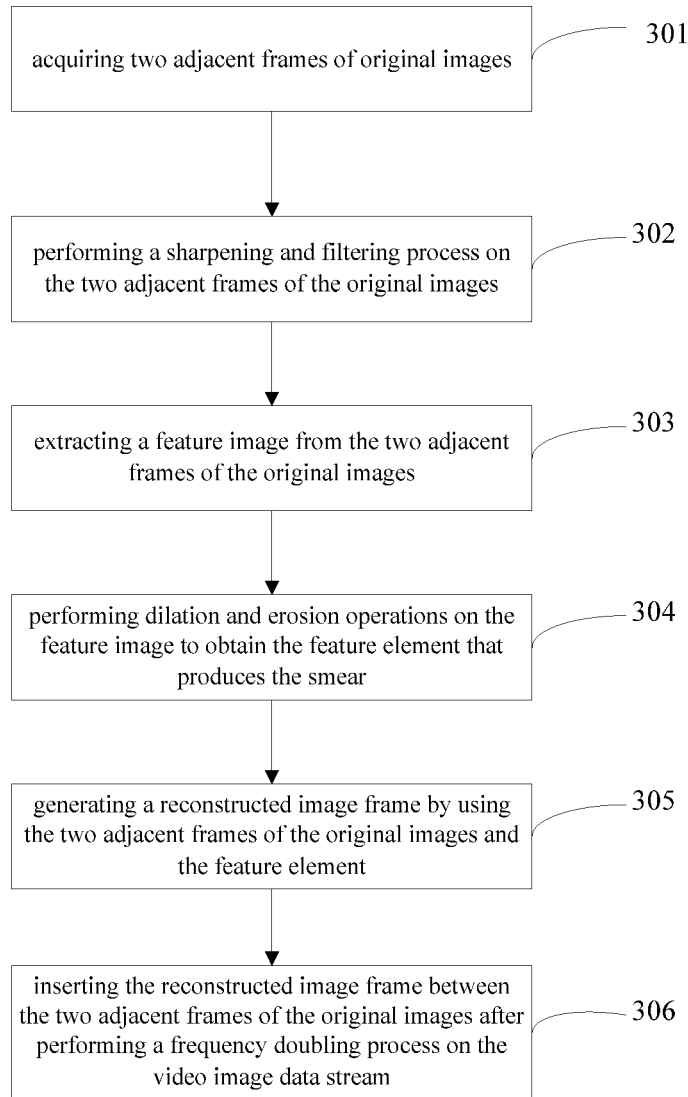 acquiring two adjacent frames of original images
301
performing a sharpening and filtering process on
the two adjacent frames of the original images
302
extracting a feature image from the two adjacent
frames of the original images
303
performing dilation and erosion operations on the
feature image to obtain the feature element that
produces the smear
304
generating a reconstructed image frame by using
the two adjacent frames of the original images and
the feature element
305
inserting the reconstructed image frame between
the two adjacent frames of the original images after
performing a frequency doubling process on the
video image data stream
306